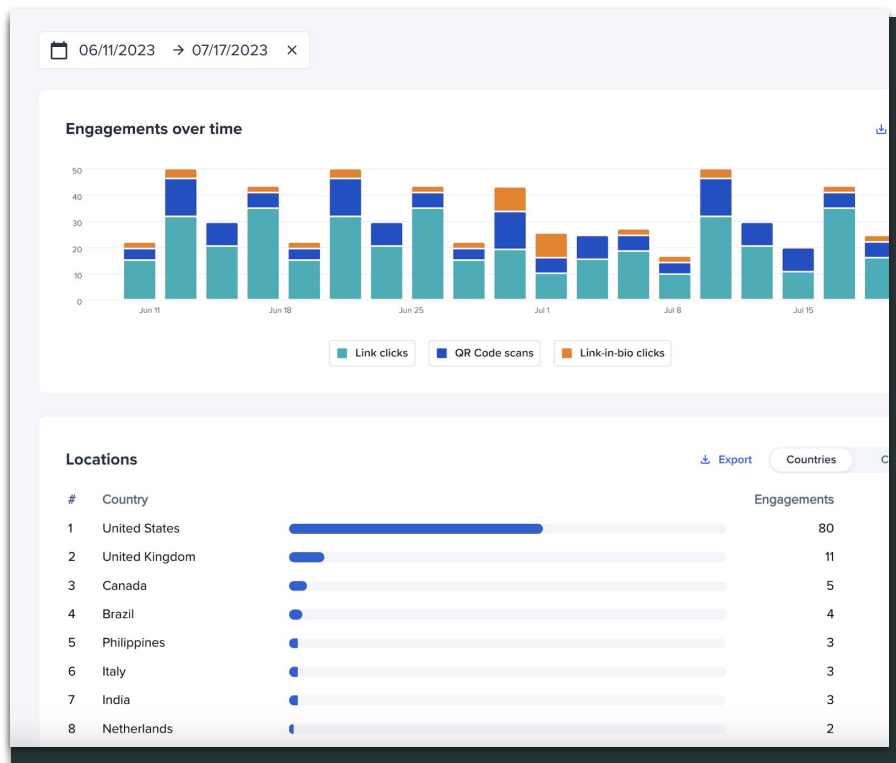 06/11/2023 → 07/17/2023 ×
Engagements over time
50
40
30
20
10
0
Jun 11 Jun 18 Jun 25 Jul 1 Jul 8 Jul 15
Link clicks QR Code scans Link-in-bio clicks
Locations Export Countries C
# Country Engagements
1 United States 80
2 United Kingdom 11
3 Canada 5
4 Brazil 4
5 Philippines 3
6 Italy 3
7 India 3
8 Netherlands 2